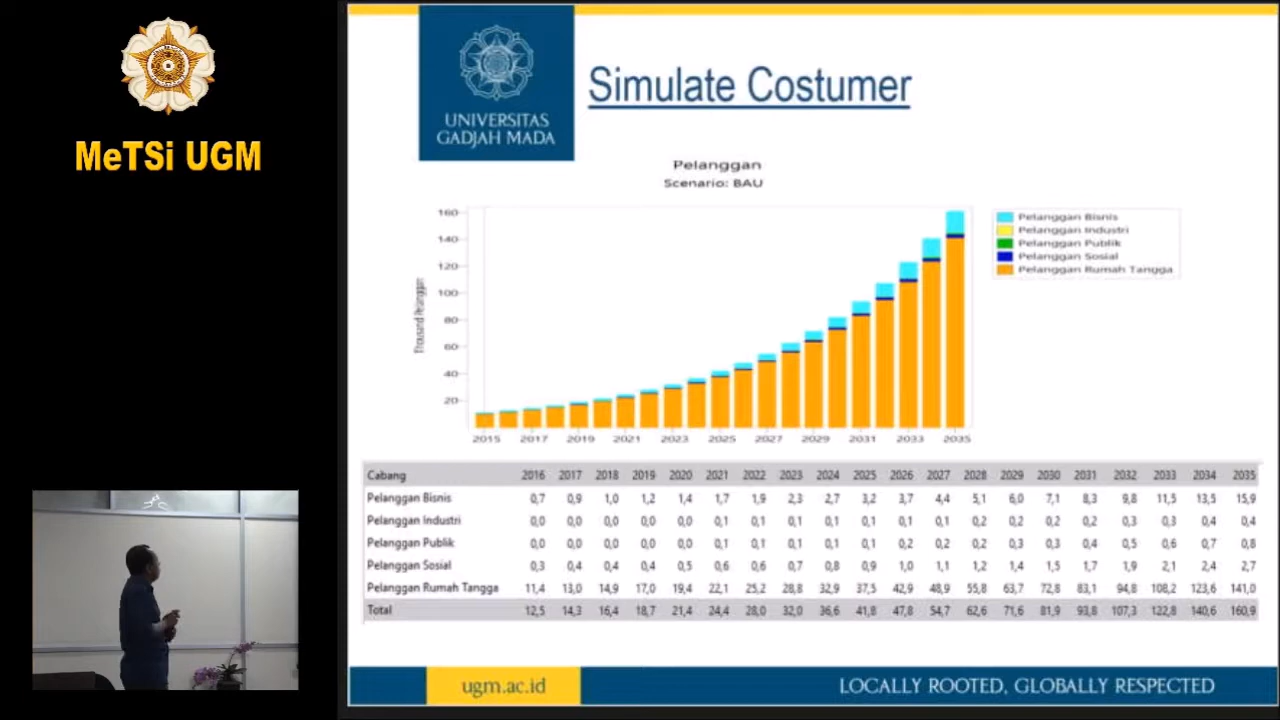 MeTSi UGM
UNIVERSITAS
GADJAH MADA
Simulate Costumer
Pelanggan
Scenario: BAU
Thousand Pelanggan
160
140
120
100
80
60
40
20
2015 2017 2019 2021 2023 2025 2027 2029 2031 2033 2035
Pelanggan Bisnis
Pelanggan Industri
Pelanggan Publik
Pelanggan Sosial
Pelanggan Rumah Tangga
Cabang 2016 2017 2018 2019 2020 2021 2022 2023 2024 2025 2026 2027 2028 2029 2030 2031 2032 2033 2034 2035
Pelanggan Bisnis 0,7 0,9 1,0 1,2 1,4 1,7 1,9 2,3 2,7 3,2 3,7 4,4 5,1 6,0 7,1 8,3 9,8 11,5 13,5 15,9
Pelanggan Industri 0,0 0,0 0,0 0,0 0,0 0,1 0,1 0,1 0,1 0,1 0,1 0,1 0,2 0,2 0,2 0,2 0,3 0,3 0,4 0,4
Pelanggan Publik 0,0 0,0 0,0 0,0 0,0 0,1 0,1 0,1 0,1 0,1 0,2 0,2 0,2 0,3 0,3 0,4 0,5 0,6 0,7 0,8
Pelanggan Sosial 0,3 0,4 0,4 0,4 0,5 0,6 0,6 0,7 0,8 0,9 1,0 1,1 1,2 1,4 1,5 1,7 1,9 2,1 2,4 2,7
Pelanggan Rumah Tangga 11,4 13,0 14,9 17,0 19,4 22,1 25,2 28,8 32,9 37,5 42,9 48,9 55,8 63,7 72,8 83,1 94,8 108,2 123,6 141,0
Total 12,5 14,3 16,4 18,7 21,4 24,4 28,0 32,0 36,6 41,8 47,8 54,7 62,6 71,6 81,9 93,8 107,3 122,8 140,6 160,9
ugm.ac.id
LOCALLY ROOTED, GLOBALLY RESPECTED